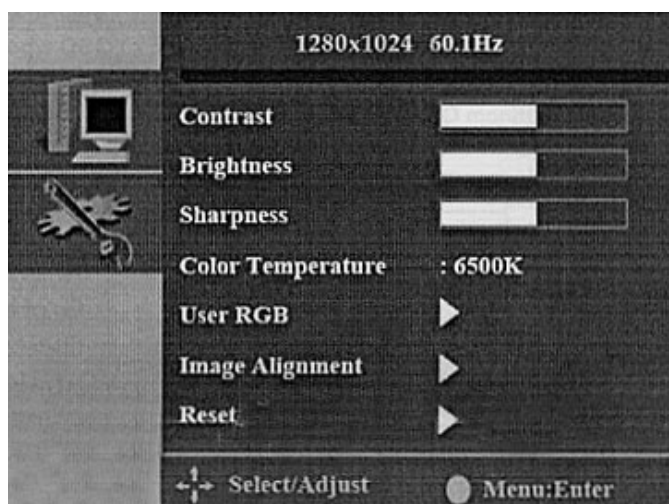 1280x1024 60.1Hz
Contrast
Brightness
Sharpness
Color Temperature : 6500K
User RGB
Image Alignment
Reset
Select/Adjust Menu:Enter